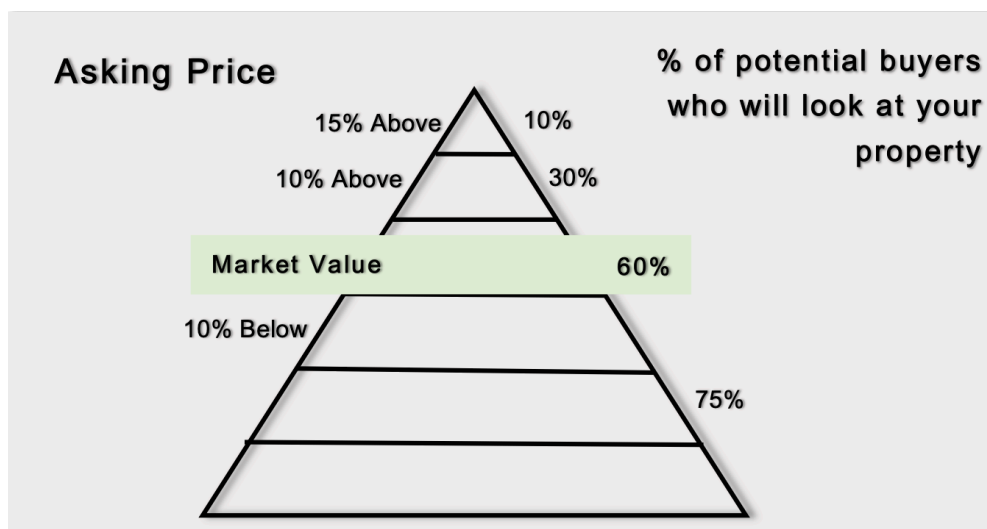 Asking Price
% of potential buyers
who will look at your
property
15% Above
10%
10% Above
30%
Market Value
60%
10% Below
75%